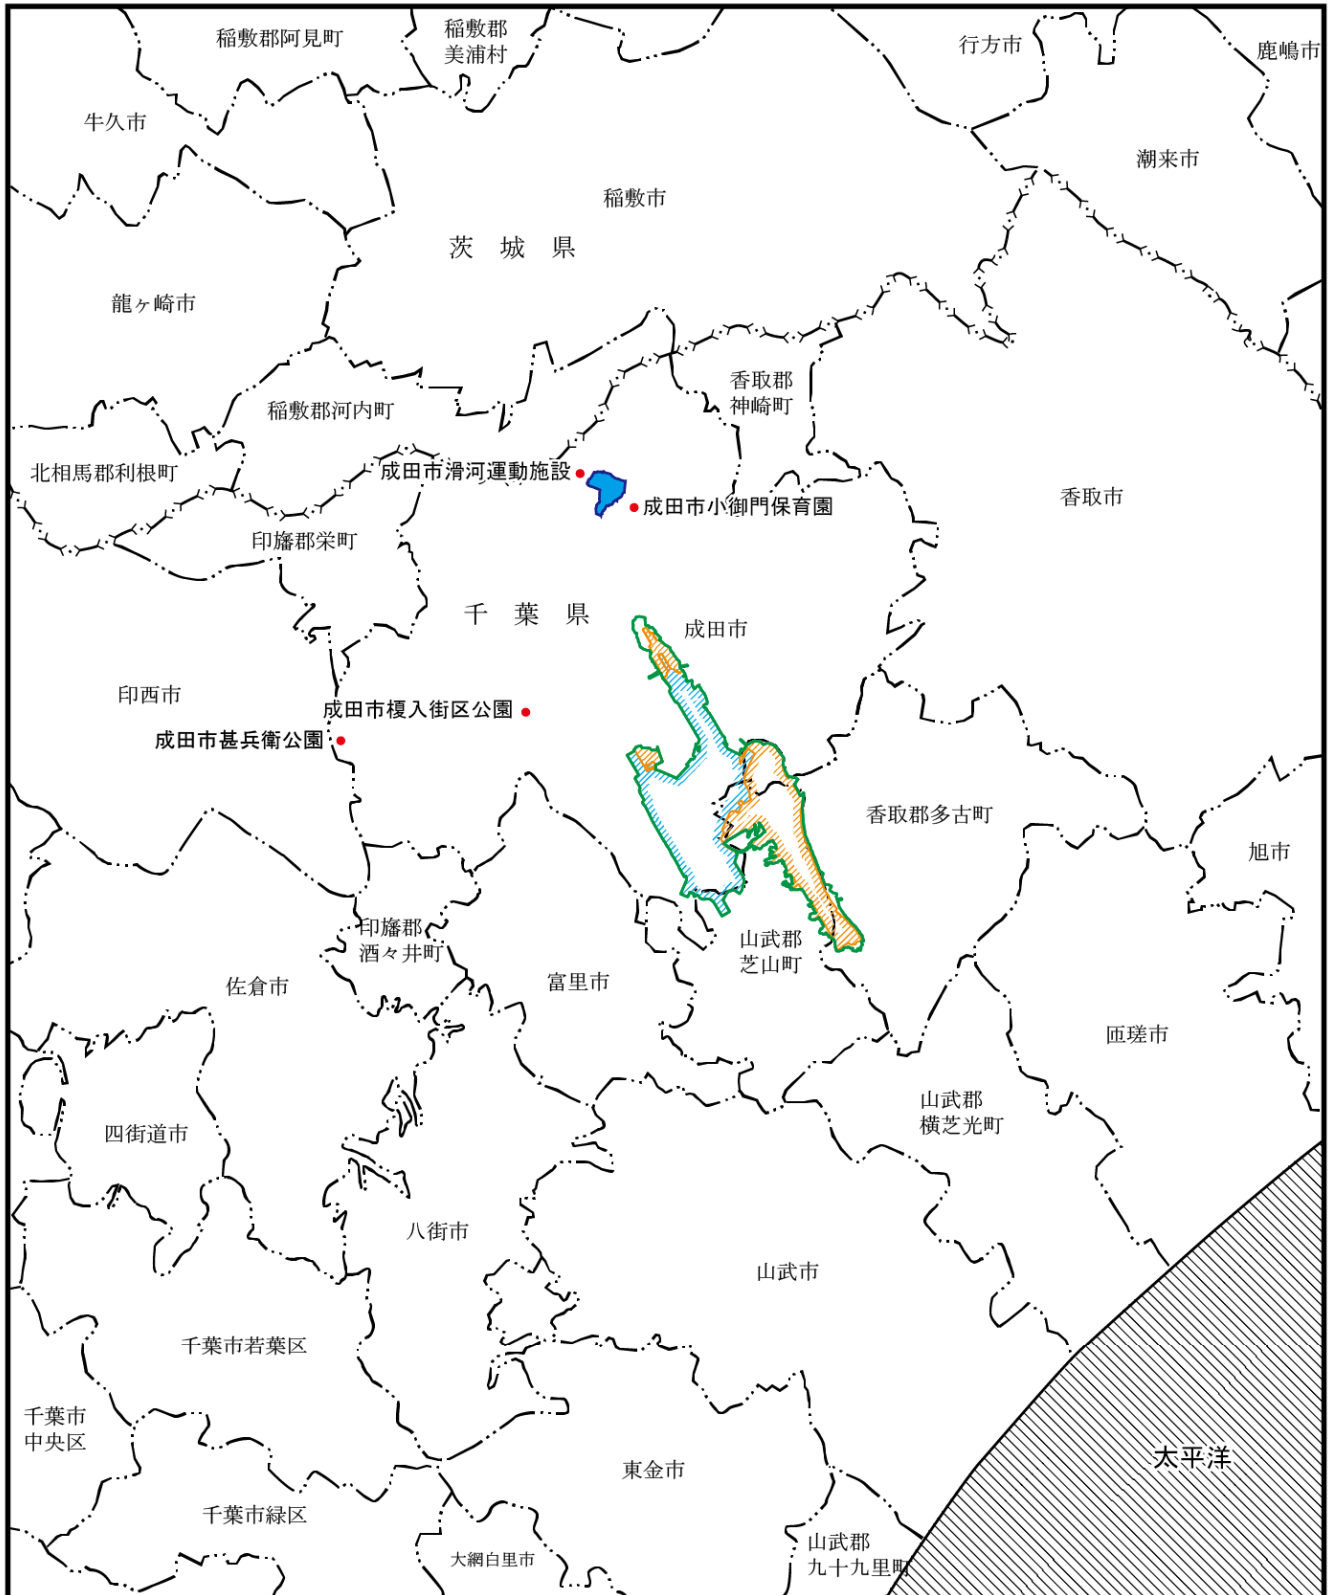 稲敷郡阿見町
稲敷郡
美浦村
行方市
鹿嶋市
牛久市
潮来市
稲敷市
茨城県
龍ヶ崎市
香取郡
神崎町
稲敷郡河内町
北相馬郡利根町
成田市滑河運動施設
香取市
成田市小御門保育園
印旛郡栄町
千葉県
成田市
印西市
成田市榎入街区公園
成田市甚兵衛公園
香取郡多古町
旭市
印旛郡
酒々井町
山武郡
芝山町
佐倉市
富里市
匝瑳市
山武郡
横芝光町
四街道市
八街市
山武市
千葉市若葉区
千葉市
中央区
太平洋
東金市
千葉市緑区
大網白里市
山武郡
九十九里町